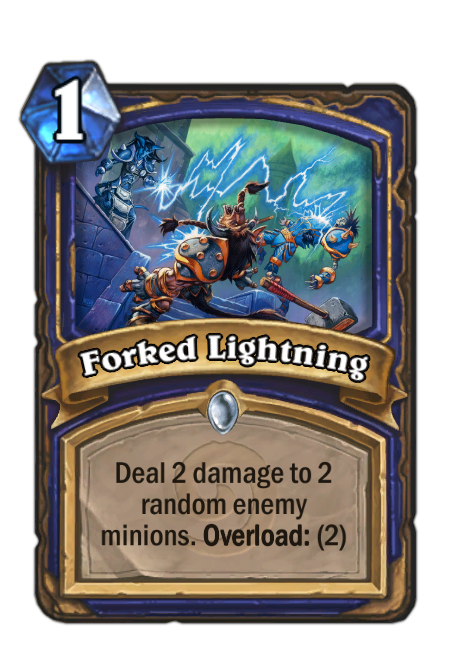 1
Forked Lightning
Deal 2 damage to 2
random enemy
minions. Overload: (2)